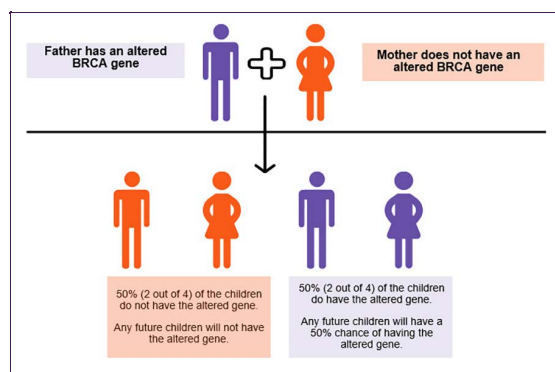 Father has an altered
BRCA gene
Mother does not have an
altered BRCA gene
50% (2 out of 4) of the children
do not have the altered gene.
Any future children will not have
the altered gene.
50% (2 out of 4) of the children
do have the altered gene.
Any future children will have a
50% chance of having the
altered gene.